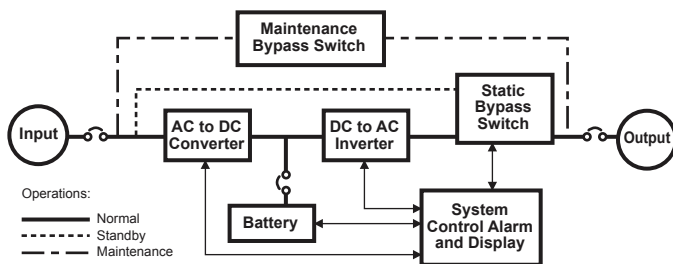 Maintenance
Bypass Switch
Static
Bypass
Switch
Input
AC to DC
Converter
DC to AC
Inverter
Output
Operations:
Normal
Standby
Maintenance
Battery
System
Control Alarm
and Display